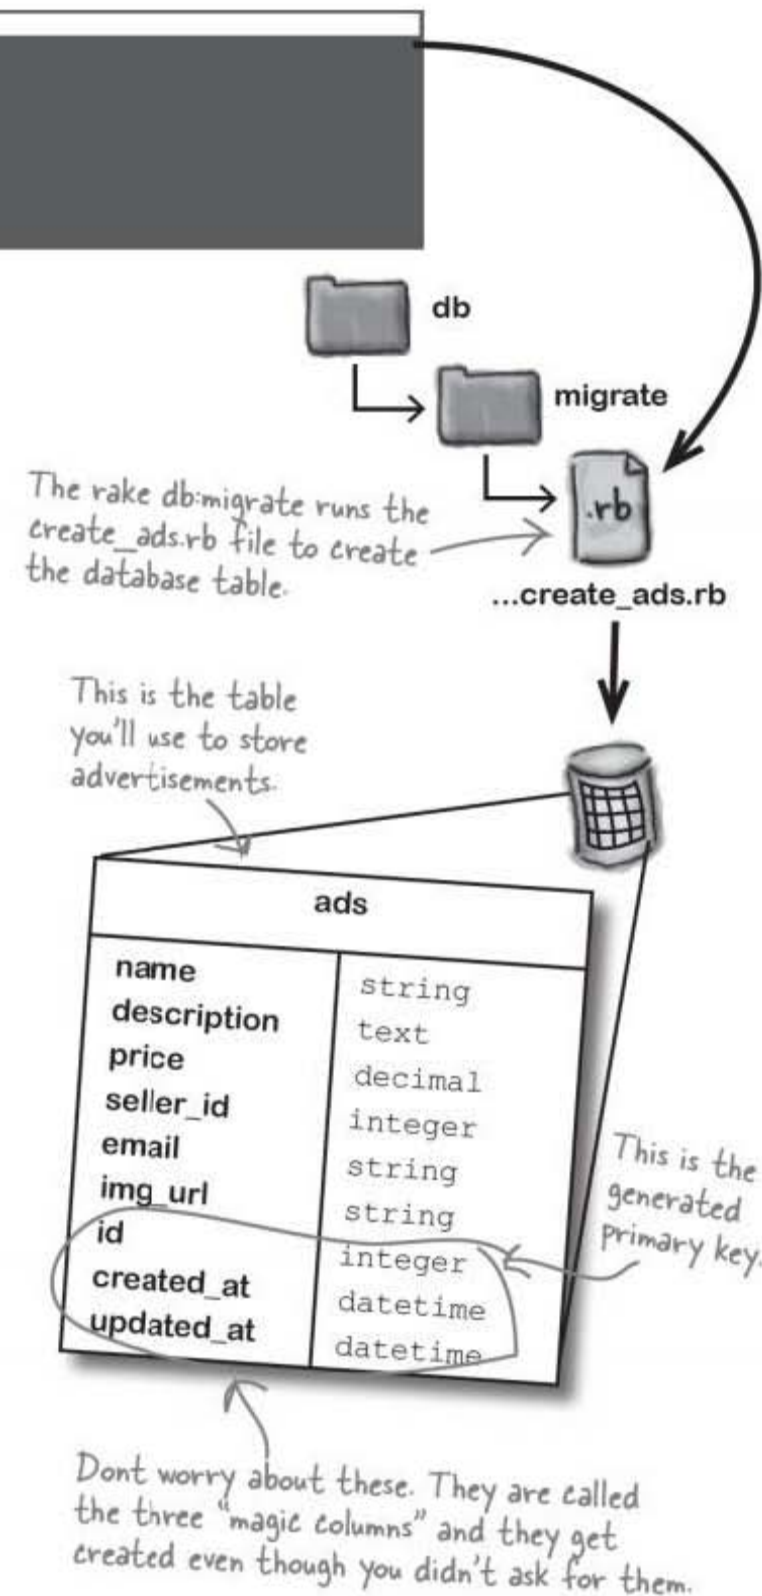 db
migrate
The rake db:migrate runs the
create_ads.rb file to create
the database table.
.rb
...create_ads.rb
This is the table
you'll use to store
advertisements.
ads
name string
description text
price decimal
seller_id integer
email string
img_url string
id integer
created_at datetime
updated_at datetime
This is the
generated
primary key.
Dont worry about these. They are called
the three "magic columns" and they get
created even though you didn't ask for them.